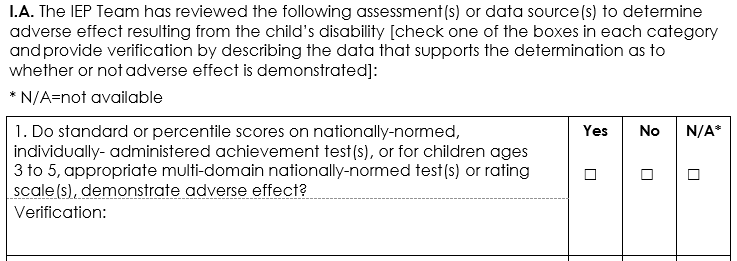 I.A. The IEP Team has reviewed the following assessment(s) or data source(s) to determine
adverse effect resulting from the child's disability [check one of the boxes in each category
and provide verification by describing the data that supports the determination as to
whether or not adverse effect is demonstrated]:
* N/A=not available
1. Do standard or percentile scores on nationally-normed, Yes No N/A*
individually- administered achievement test(s), or for children ages
3 to 5, appropriate multi-domain nationally-normed test(s) or rating ☐ ☐ ☐
scale(s), demonstrate adverse effect?
Verification: